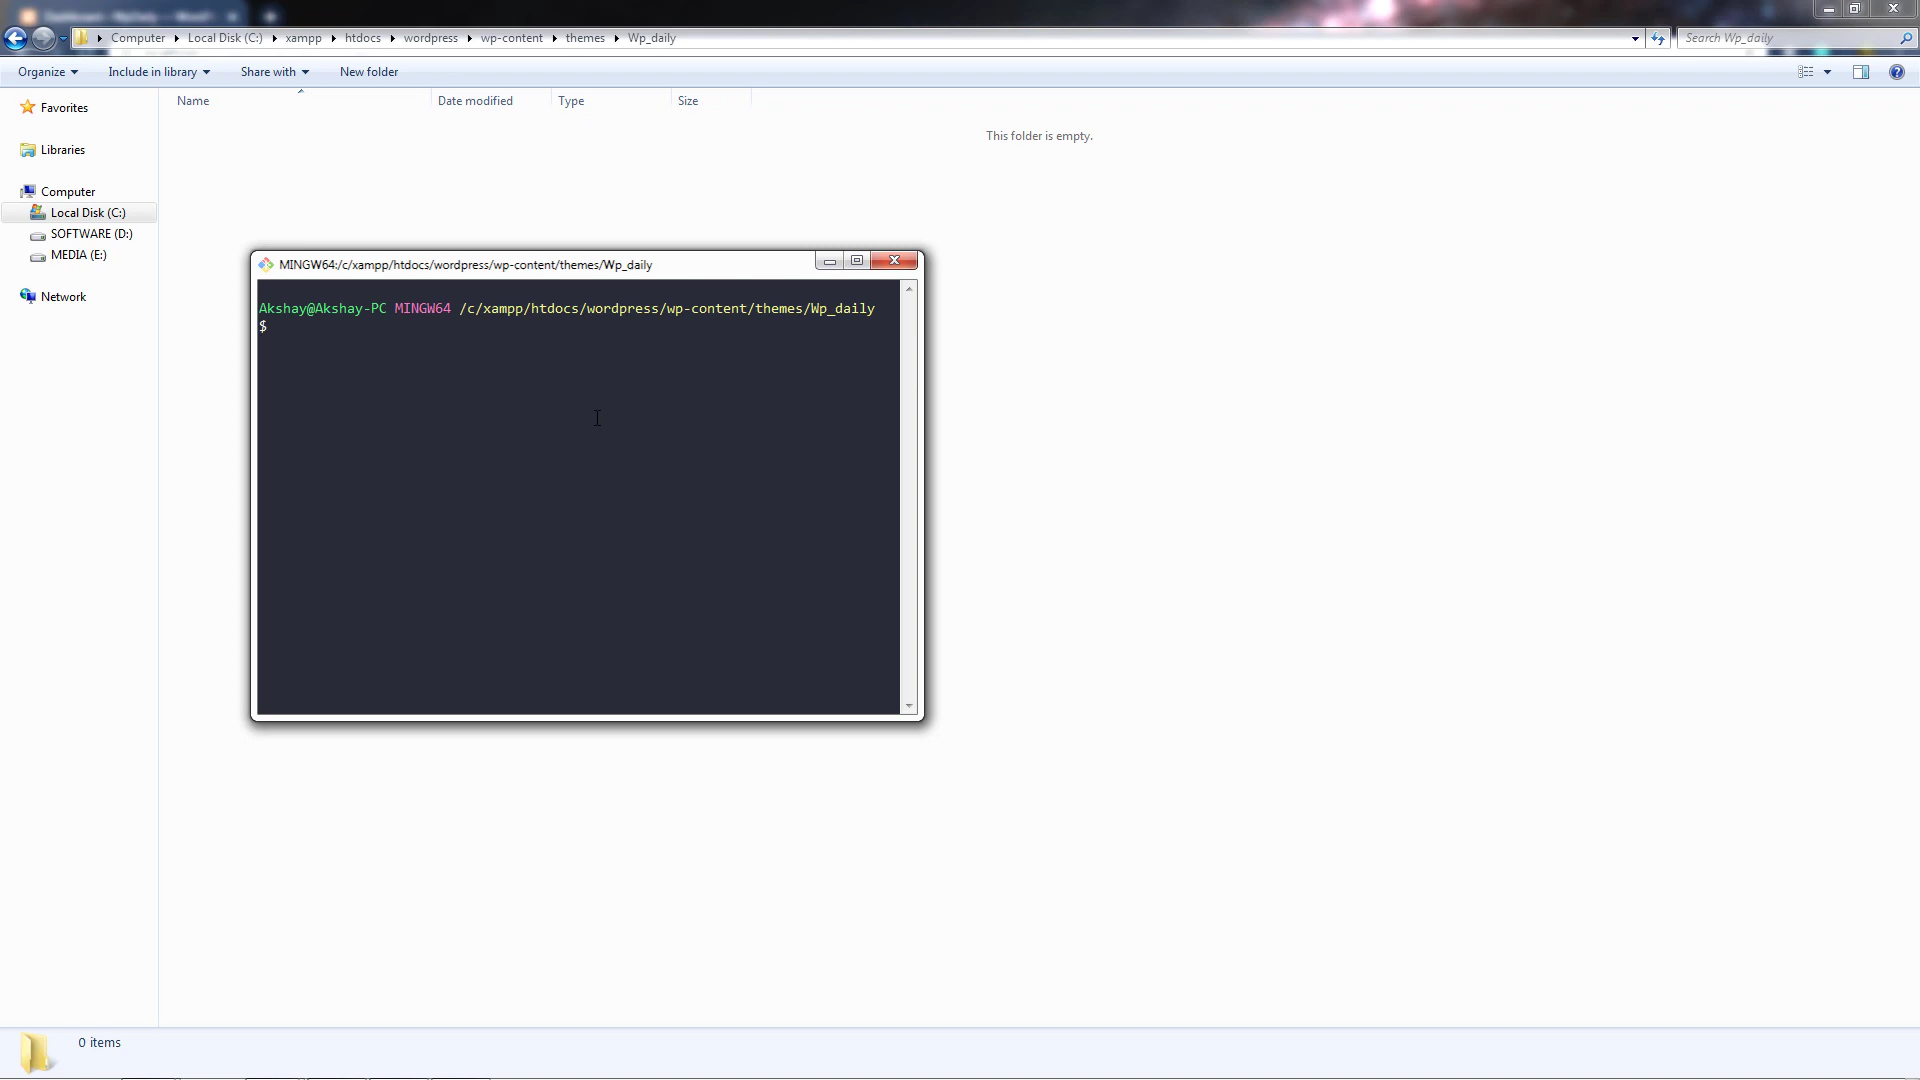 Computer Local Disk (C:) xampp htdocs wordpress wp-content themes Wp_daily
Search Wp_daily
Organize Include in library Share with New folder
Name Date modified Type Size
This folder is empty.
Favorites
Libraries
Computer
Local Disk (C:)
SOFTWARE (D:)
MEDIA (E:)
Network
MINGW64:/c/xampp/htdocs/wordpress/wp-content/themes/Wp_daily
Akshay@Akshay-PC MINGW64 /c/xampp/htdocs/wordpress/wp-content/themes/Wp_daily
$
0 items